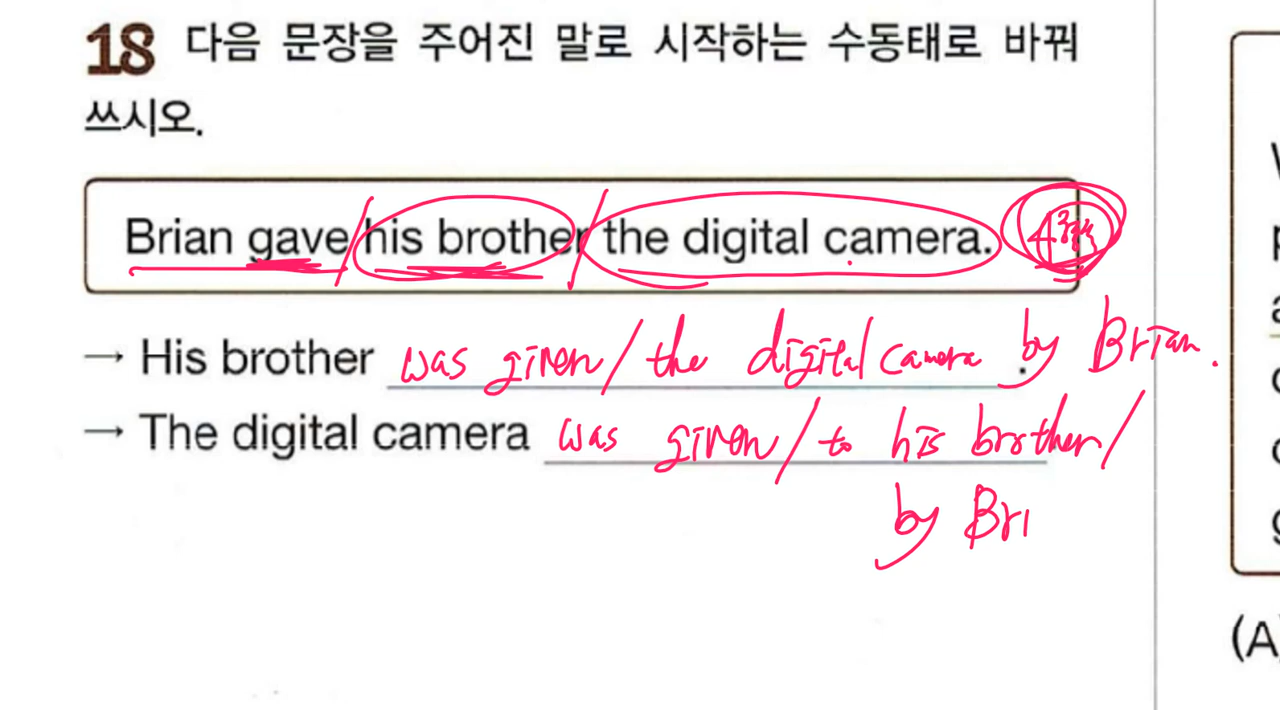 18 다음 문장을 주어진 말로 시작하는 수동태로 바꿔
쓰시오.
Brian gave / his brother / the digital camera. 4형식
→ His brother was given / the digital camera by Brian.
→ The digital camera was given / to his brother /
by Bri
(A